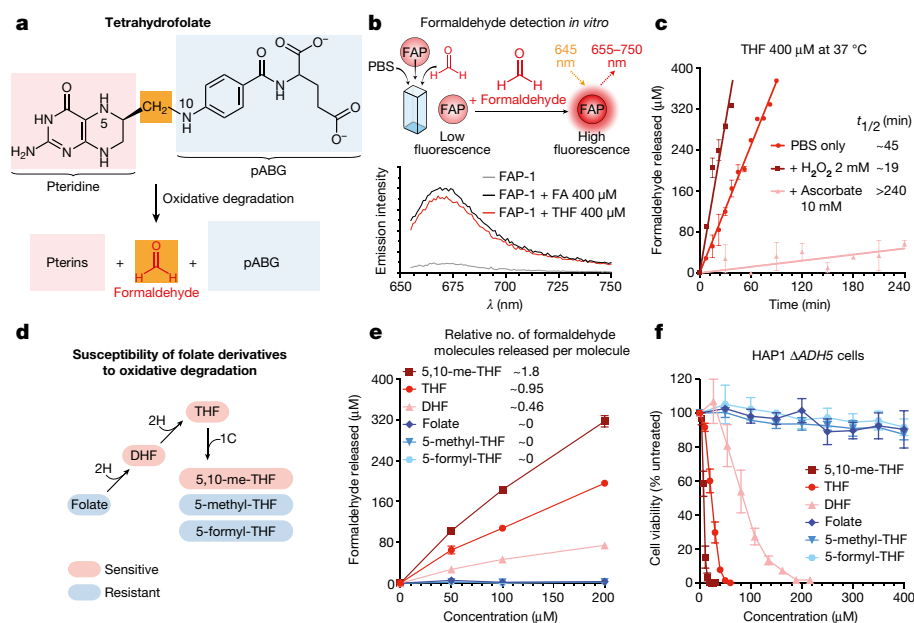 a
Tetrahydrofolate
O
O⁻
O
O
N
H
O⁻
O
HN
H2N
N
H
N
5
N
H
CH2
10
HN
Pteridine
pABG
Oxidative degradation
Pterins
+
O
H
H
Formaldehyde
+
pABG
b
Formaldehyde detection in vitro
FAP
PBS
O
H
H
FAP
Low
fluorescence
O
H
H
+ Formaldehyde
645
nm
655–750
nm
FAP
High
fluorescence
Emission intensity
FAP-1
FAP-1 + FA 400 μM
FAP-1 + THF 400 μM
650
675
700
725
750
λ (nm)
c
THF 400 μM at 37 °C
Formaldehyde released (μM)
400
320
240
160
80
0
t1/2 (min)
PBS only
~45
+ H2O2 2 mM
~19
+ Ascorbate
10 mM
>240
0
60
120
180
240
Time (min)
d
Susceptibility of folate derivatives
to oxidative degradation
THF
2H
1C
DHF
2H
Folate
5,10-me-THF
5-methyl-THF
5-formyl-THF
Sensitive
Resistant
e
Relative no. of formaldehyde
molecules released per molecule
5,10-me-THF
~1.8
THF
~0.95
DHF
~0.46
Folate
~0
5-methyl-THF
~0
5-formyl-THF
~0
Formaldehyde released (μM)
400
320
240
160
80
0
0
50
100
150
200
Concentration (μM)
f
HAP1 ΔADH5 cells
Cell viability (% untreated)
120
100
80
60
40
20
0
5,10-me-THF
THF
DHF
Folate
5-methyl-THF
5-formyl-THF
0
100
200
300
400
Concentration (μM)